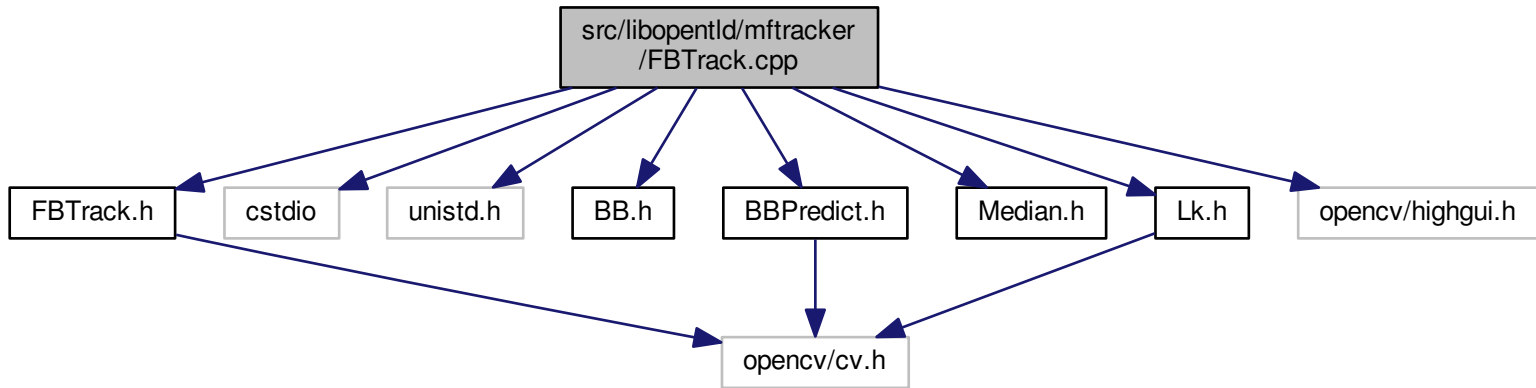 src/libopentld/mftracker
/FBTrack.cpp
FBTrack.h
cstdio
unistd.h
BB.h
BBPredict.h
Median.h
Lk.h
opencv/highgui.h
opencv/cv.h